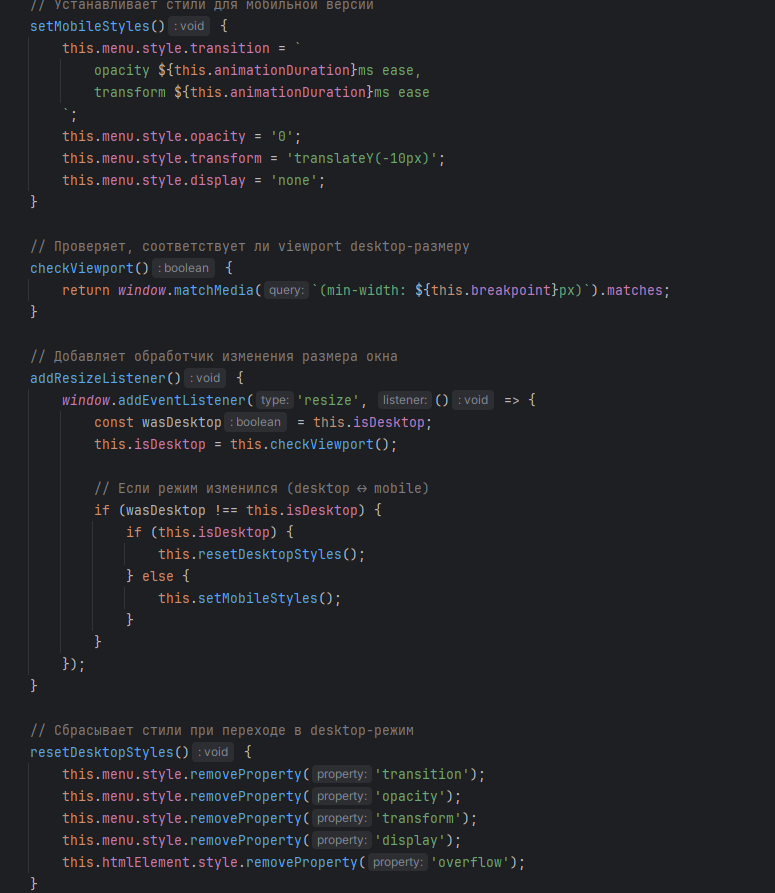 // Устанавливает стили для мобильной версии
setMobileStyles() : void {
this.menu.style.transition = `
opacity ${this.animationDuration}ms ease,
transform ${this.animationDuration}ms ease
`;
this.menu.style.opacity = '0';
this.menu.style.transform = 'translateY(-10px)';
this.menu.style.display = 'none';
}
// Проверяет, соответствует ли viewport desktop-размеру
checkViewport() : boolean {
return window.matchMedia( query: `(min-width: ${this.breakpoint}px)`).matches;
}
// Добавляет обработчик изменения размера окна
addResizeListener() : void {
window.addEventListener( type: 'resize', listener: () : void => {
const wasDesktop : boolean = this.isDesktop;
this.isDesktop = this.checkViewport();
// Если режим изменился (desktop ↔ mobile)
if (wasDesktop !== this.isDesktop) {
if (this.isDesktop) {
this.resetDesktopStyles();
} else {
this.setMobileStyles();
}
}
});
}
// Сбрасывает стили при переходе в desktop-режим
resetDesktopStyles() : void {
this.menu.style.removeProperty( property: 'transition');
this.menu.style.removeProperty( property: 'opacity');
this.menu.style.removeProperty( property: 'transform');
this.menu.style.removeProperty( property: 'display');
this.htmlElement.style.removeProperty( property: 'overflow');
}